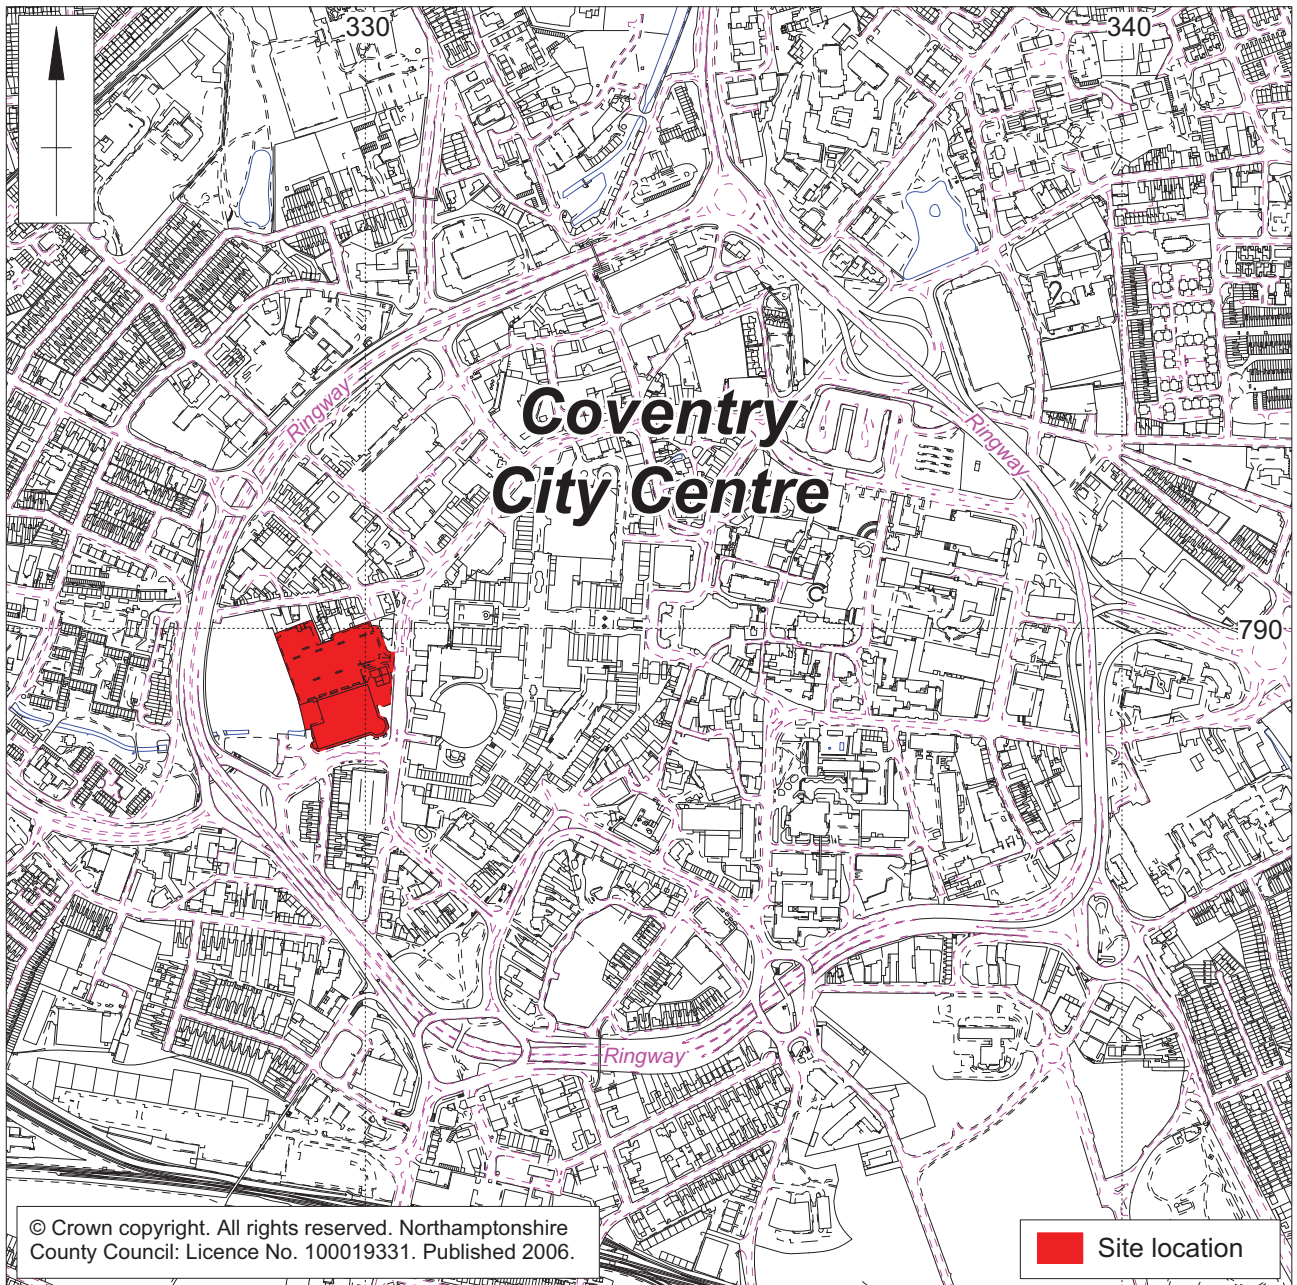 330
340
Ringway
Coventry
City Centre
Ringway
790
Ringway
© Crown copyright. All rights reserved. Northamptonshire
County Council: Licence No. 100019331. Published 2006.
Site location